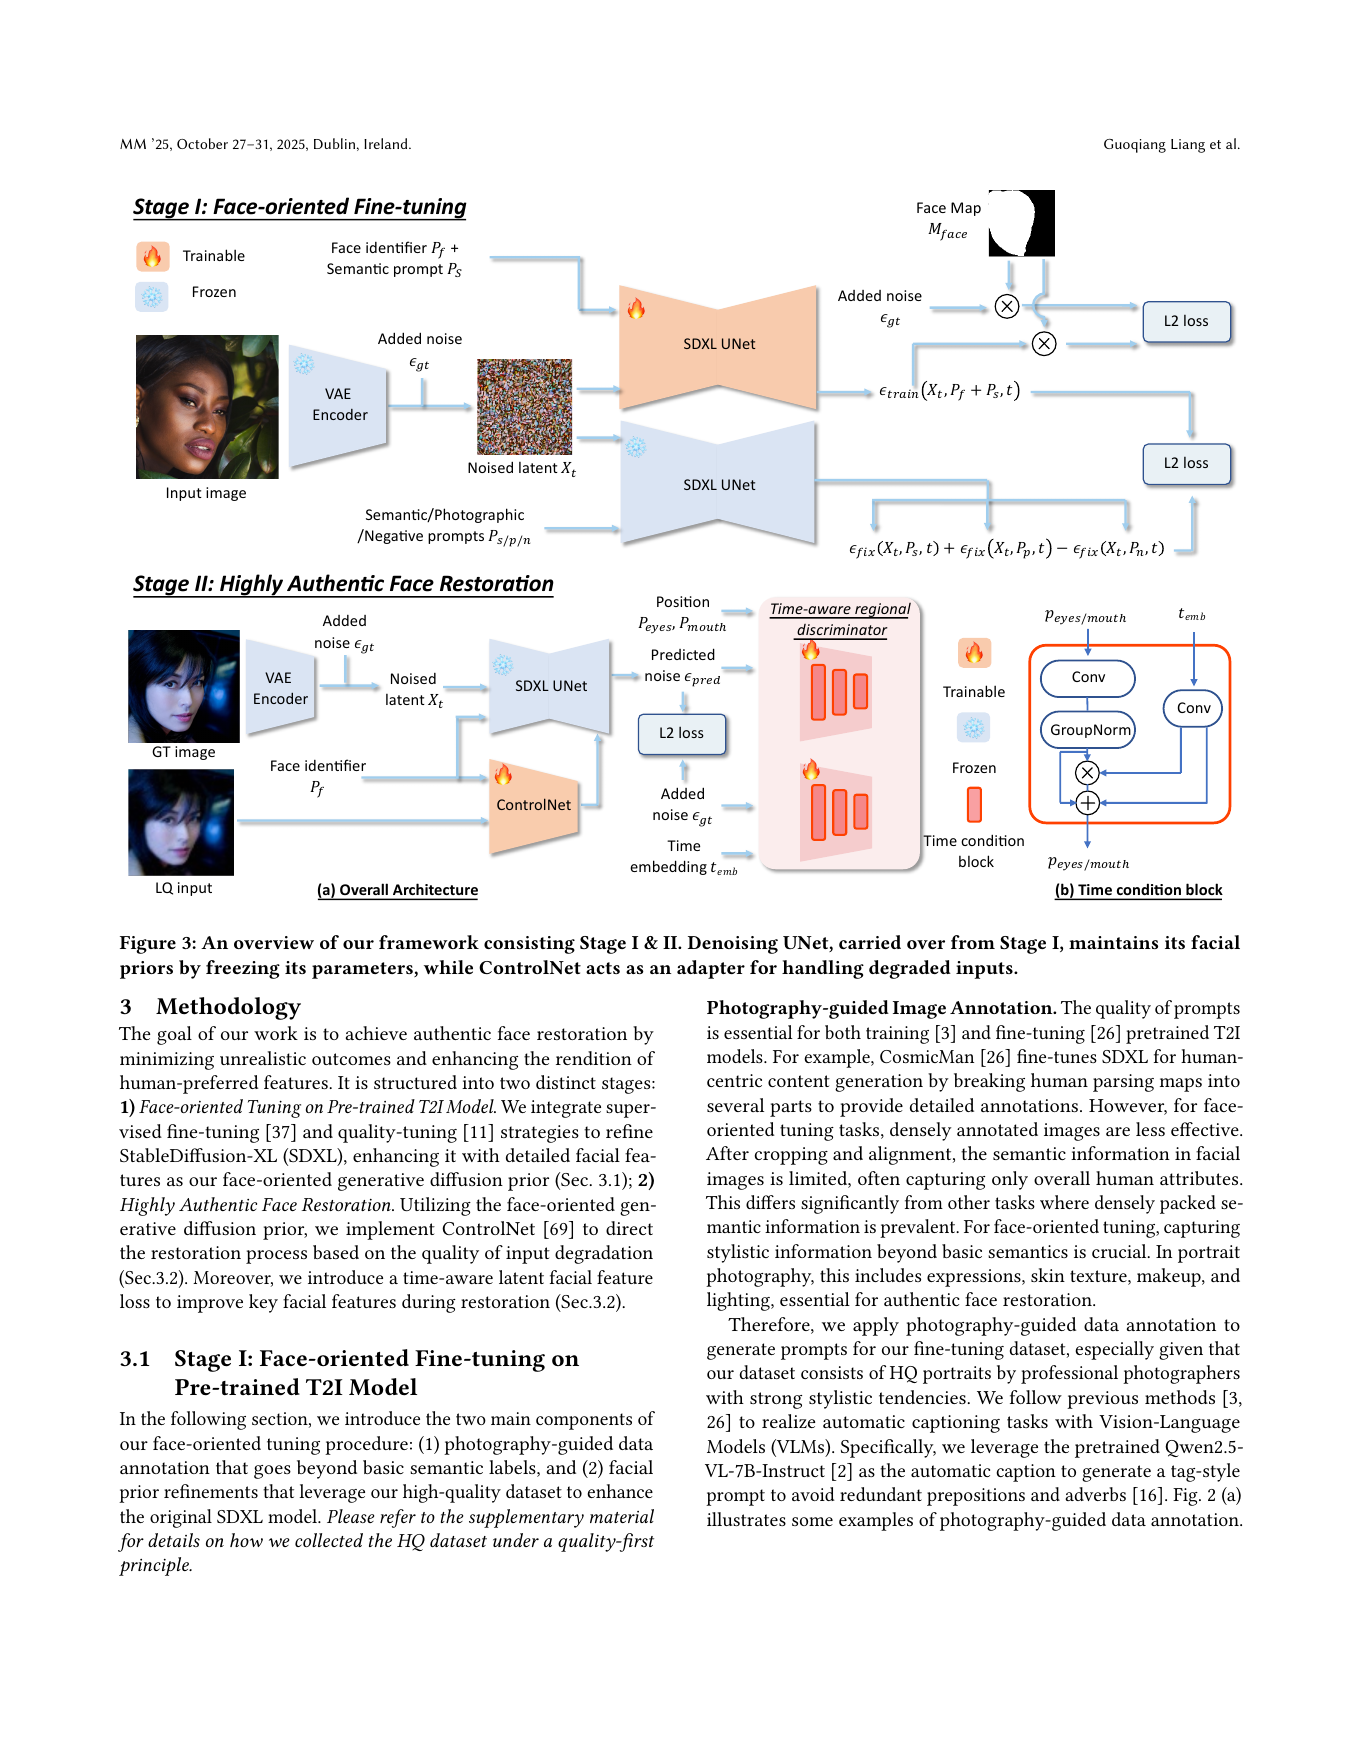 MM ’25, October 27–31, 2025, Dublin, Ireland.
Guoqiang Liang et al.
Stage I: Face-oriented Fine-tuning
Trainable
Frozen
Face identifier P_f +
Semantic prompt P_S
Input image
VAE
Encoder
Added noise
ϵ_gt
Noised latent X_t
Semantic/Photographic
/Negative prompts P_s/p/n
SDXL UNet
SDXL UNet
Face Map
M_face
Added noise
ϵ_gt
L2 loss
ϵ_train(X_t, P_f + P_s, t)
L2 loss
ϵ_fix(X_t, P_s, t) + ϵ_fix(X_t, P_p, t) − ϵ_fix(X_t, P_n, t)
Stage II: Highly Authentic Face Restoration
GT image
LQ input
VAE
Encoder
Added
noise ϵ_gt
Noised
latent X_t
Face identifier
P_f
SDXL UNet
ControlNet
Position
P_eyes, P_mouth
Predicted
noise ϵ_pred
L2 loss
Added
noise ϵ_gt
Time
embedding t_emb
Time-aware regional
discriminator
Trainable
Frozen
Time condition
block
p_eyes/mouth
t_emb
Conv
GroupNorm
Conv
p_eyes/mouth
(a) Overall Architecture
(b) Time condition block
Figure 3: An overview of our framework consisting Stage I & II. Denoising UNet, carried over from Stage I, maintains its facial
priors by freezing its parameters, while ControlNet acts as an adapter for handling degraded inputs.
3 Methodology
The goal of our work is to achieve authentic face restoration by
minimizing unrealistic outcomes and enhancing the rendition of
human-preferred features. It is structured into two distinct stages:
1) Face-oriented Tuning on Pre-trained T2I Model. We integrate super-
vised fine-tuning [37] and quality-tuning [11] strategies to refine
StableDiffusion-XL (SDXL), enhancing it with detailed facial fea-
tures as our face-oriented generative diffusion prior (Sec. 3.1); 2)
Highly Authentic Face Restoration. Utilizing the face-oriented gen-
erative diffusion prior, we implement ControlNet [69] to direct
the restoration process based on the quality of input degradation
(Sec.3.2). Moreover, we introduce a time-aware latent facial feature
loss to improve key facial features during restoration (Sec.3.2).
3.1 Stage I: Face-oriented Fine-tuning on
Pre-trained T2I Model
In the following section, we introduce the two main components of
our face-oriented tuning procedure: (1) photography-guided data
annotation that goes beyond basic semantic labels, and (2) facial
prior refinements that leverage our high-quality dataset to enhance
the original SDXL model. Please refer to the supplementary material
for details on how we collected the HQ dataset under a quality-first
principle.
Photography-guided Image Annotation. The quality of prompts
is essential for both training [3] and fine-tuning [26] pretrained T2I
models. For example, CosmicMan [26] fine-tunes SDXL for human-
centric content generation by breaking human parsing maps into
several parts to provide detailed annotations. However, for face-
oriented tuning tasks, densely annotated images are less effective.
After cropping and alignment, the semantic information in facial
images is limited, often capturing only overall human attributes.
This differs significantly from other tasks where densely packed se-
mantic information is prevalent. For face-oriented tuning, capturing
stylistic information beyond basic semantics is crucial. In portrait
photography, this includes expressions, skin texture, makeup, and
lighting, essential for authentic face restoration.
Therefore, we apply photography-guided data annotation to
generate prompts for our fine-tuning dataset, especially given that
our dataset consists of HQ portraits by professional photographers
with strong stylistic tendencies. We follow previous methods [3,
26] to realize automatic captioning tasks with Vision-Language
Models (VLMs). Specifically, we leverage the pretrained Qwen2.5-
VL-7B-Instruct [2] as the automatic caption to generate a tag-style
prompt to avoid redundant prepositions and adverbs [16]. Fig. 2 (a)
illustrates some examples of photography-guided data annotation.